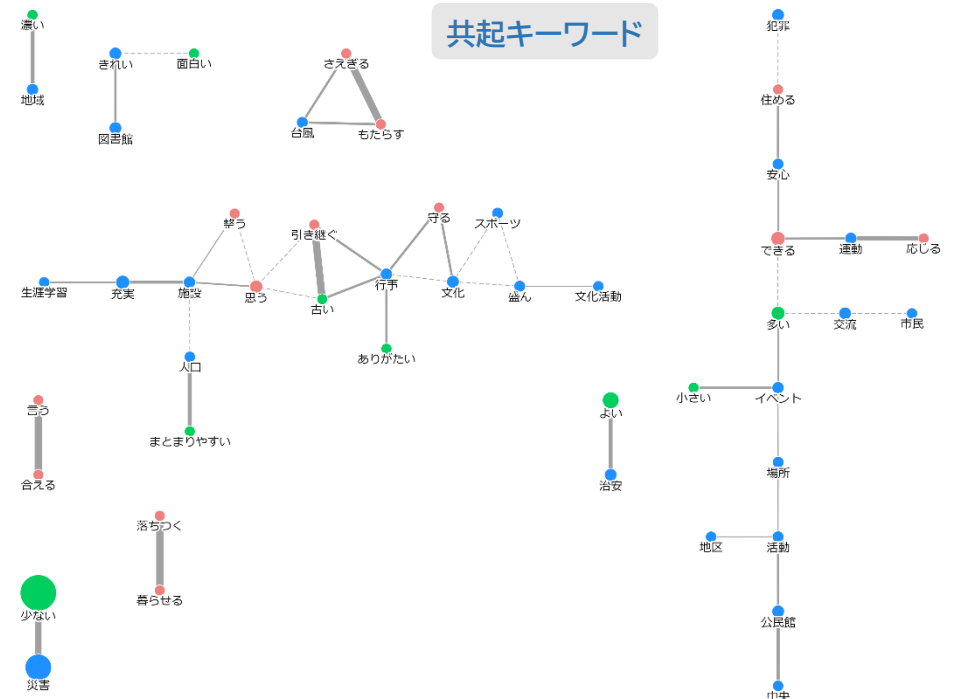 共起キーワード
濃い
地域
きれい
面白い
図書館
さえぎる
台風
もたらす
犯罪
住める
安心
できる
運動
応じる
多い
交流
市民
小さい
イベント
場所
地区
活動
公民館
中央
整う
引き継ぐ
守る
スポーツ
生涯学習
充実
施設
思う
古い
行事
文化
盛ん
文化活動
ありがたい
人口
まとまりやすい
言う
合える
よい
治安
落ちつく
暮らせる
少ない
災害